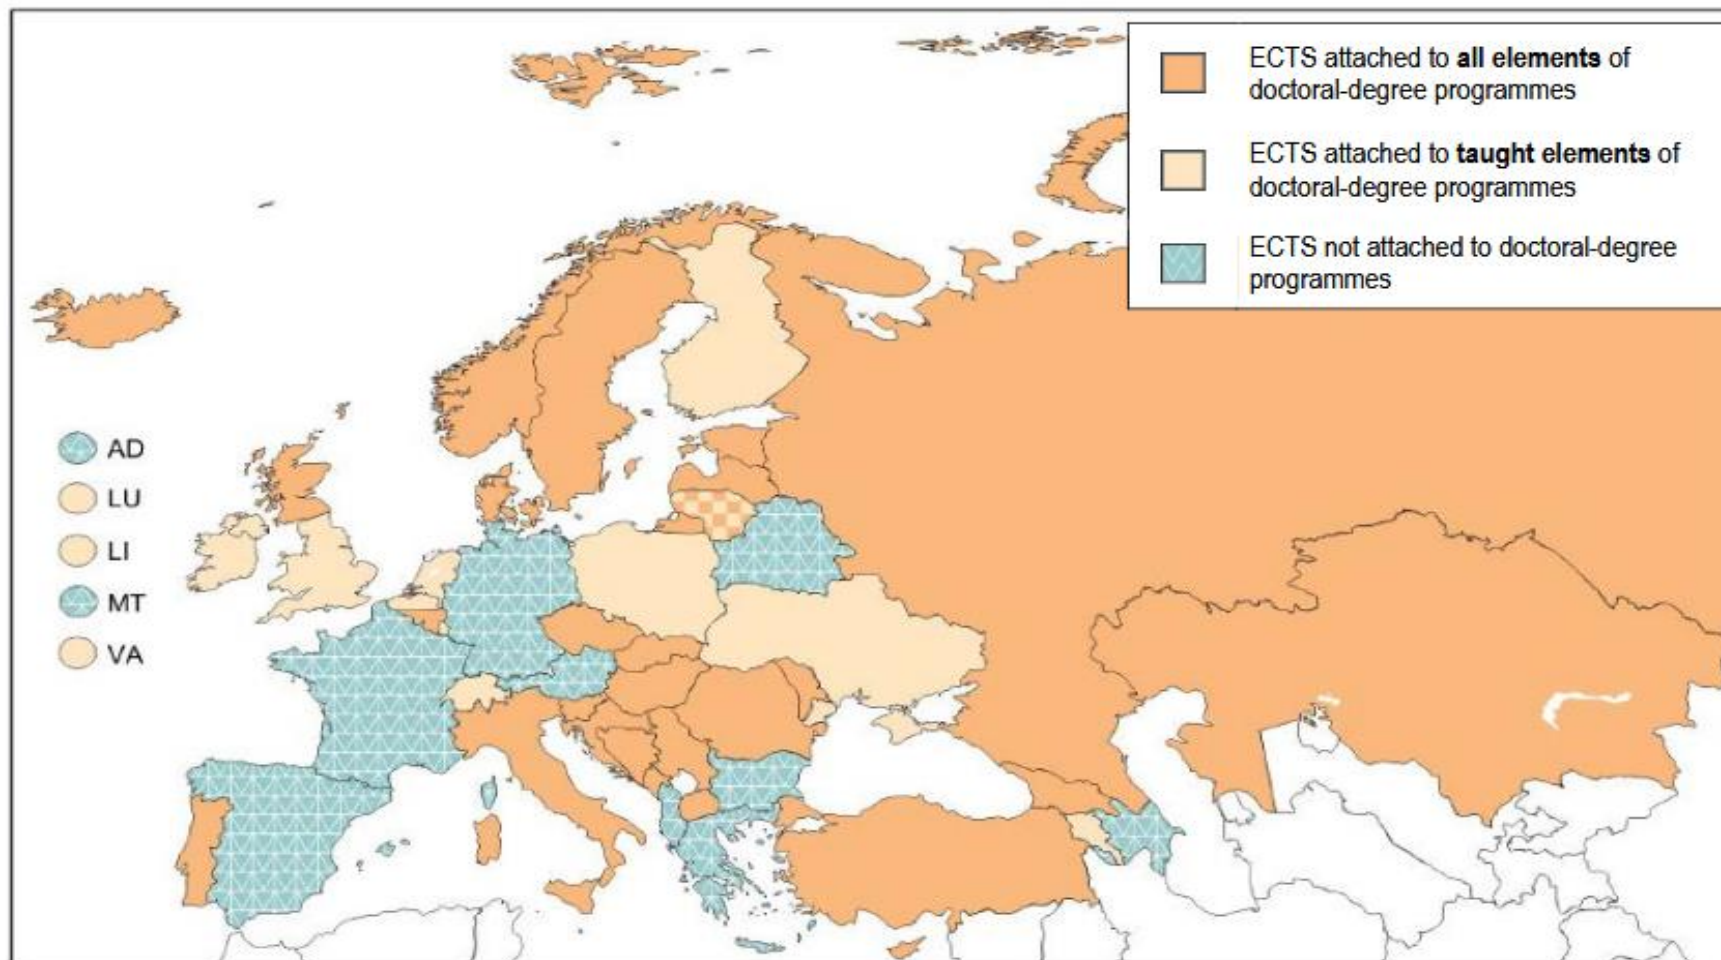 ECTS attached to all elements of
doctoral-degree programmes
ECTS attached to taught elements of
doctoral-degree programmes
ECTS not attached to doctoral-degree
programmes
AD
LU
LI
MT
VA